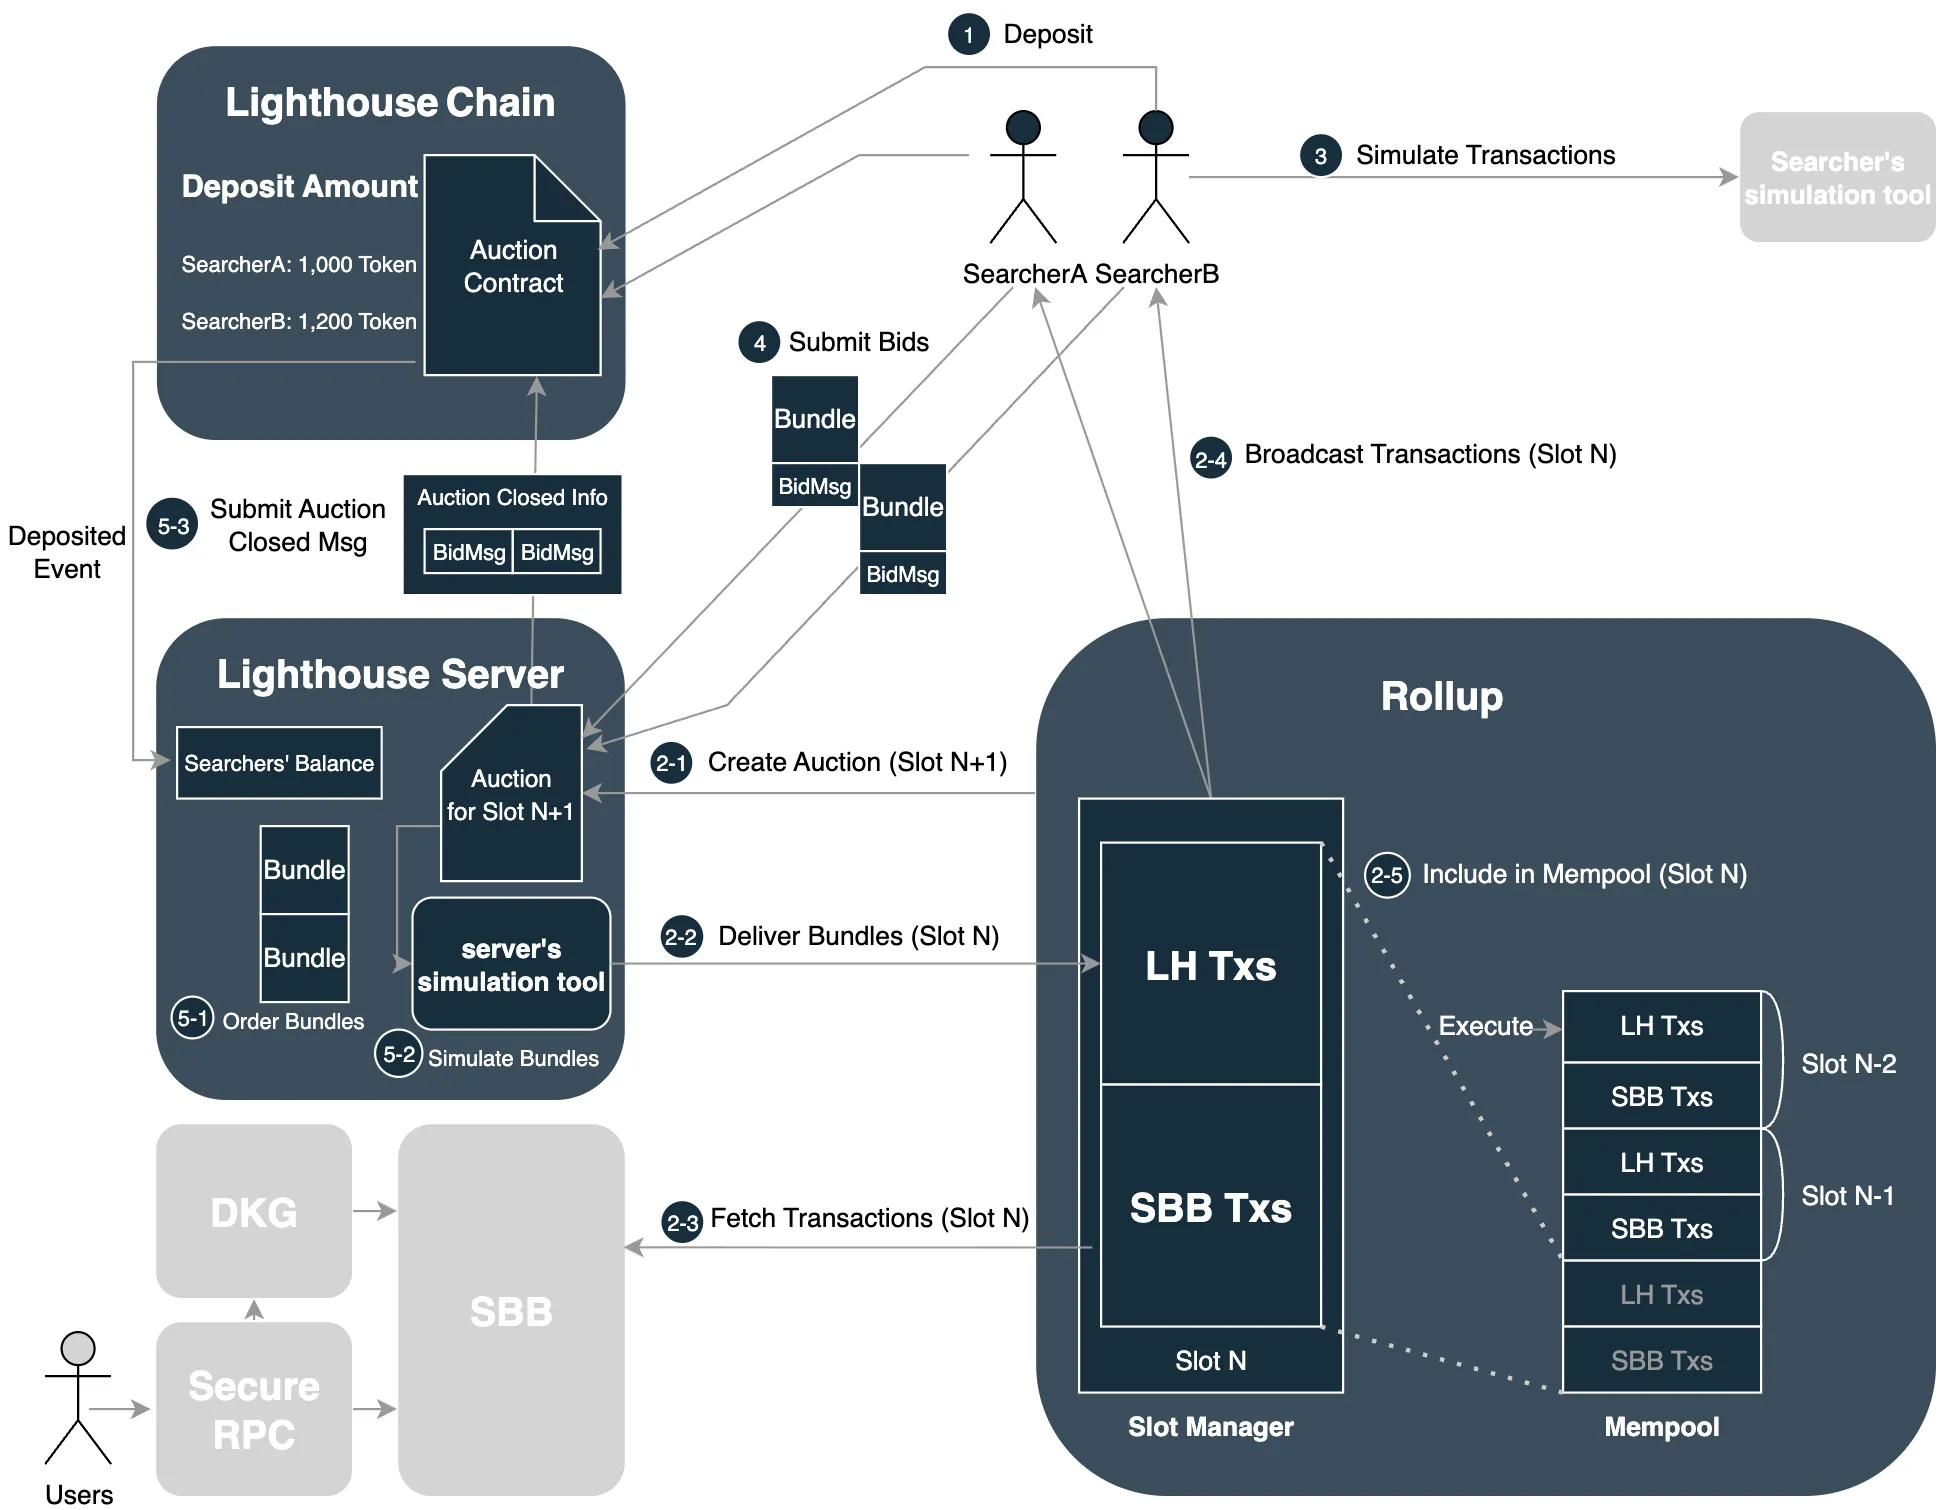 1 Deposit
Lighthouse Chain
Deposit Amount
SearcherA: 1,000 Token
SearcherB: 1,200 Token
Auction
Contract
SearcherA SearcherB
3 Simulate Transactions
Searcher's
simulation tool
4 Submit Bids
Bundle
BidMsg
Bundle
BidMsg
2-4 Broadcast Transactions (Slot N)
Deposited
Event
5-3 Submit Auction
Closed Msg
Auction Closed Info
BidMsg BidMsg
Lighthouse Server
Searchers' Balance
Auction
for Slot N+1
Bundle
Bundle
5-1 Order Bundles
server's
simulation tool
5-2 Simulate Bundles
2-1 Create Auction (Slot N+1)
2-2 Deliver Bundles (Slot N)
2-3 Fetch Transactions (Slot N)
Rollup
LH Txs
SBB Txs
Slot N
Slot Manager
2-5 Include in Mempool (Slot N)
Execute
LH Txs
SBB Txs
Slot N-2
LH Txs
SBB Txs
Slot N-1
LH Txs
SBB Txs
Mempool
DKG
SBB
Secure
RPC
Users